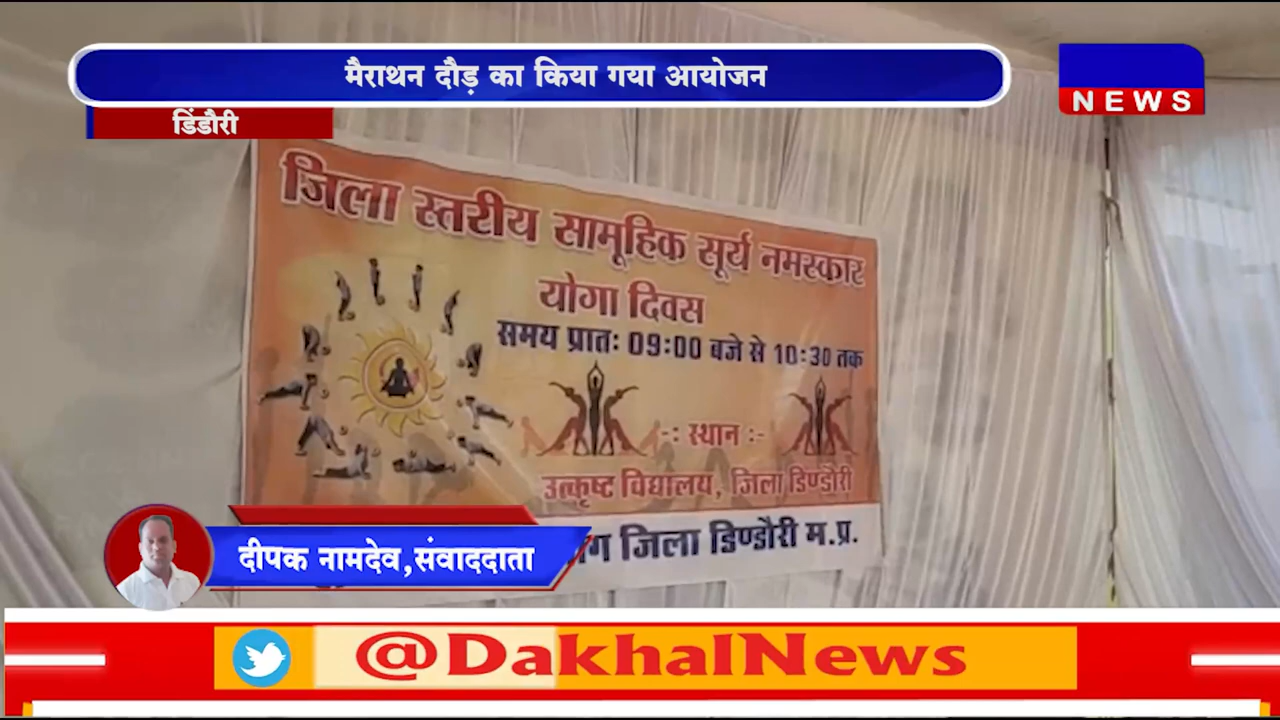 मैराथन दौड़ का किया गया आयोजन
NEWS
डिंडौरी
जिला स्तरीय सामूहिक सूर्य नमस्कार
योगा दिवस
समय प्रातः 09:00 बजे से 10:30 तक
-: स्थान :-
उत्कृष्ट विद्यालय, जिला डिण्डौरी
जिला डिण्डौरी म.प्र.
दीपक नामदेव,संवाददाता
@DakhalNews